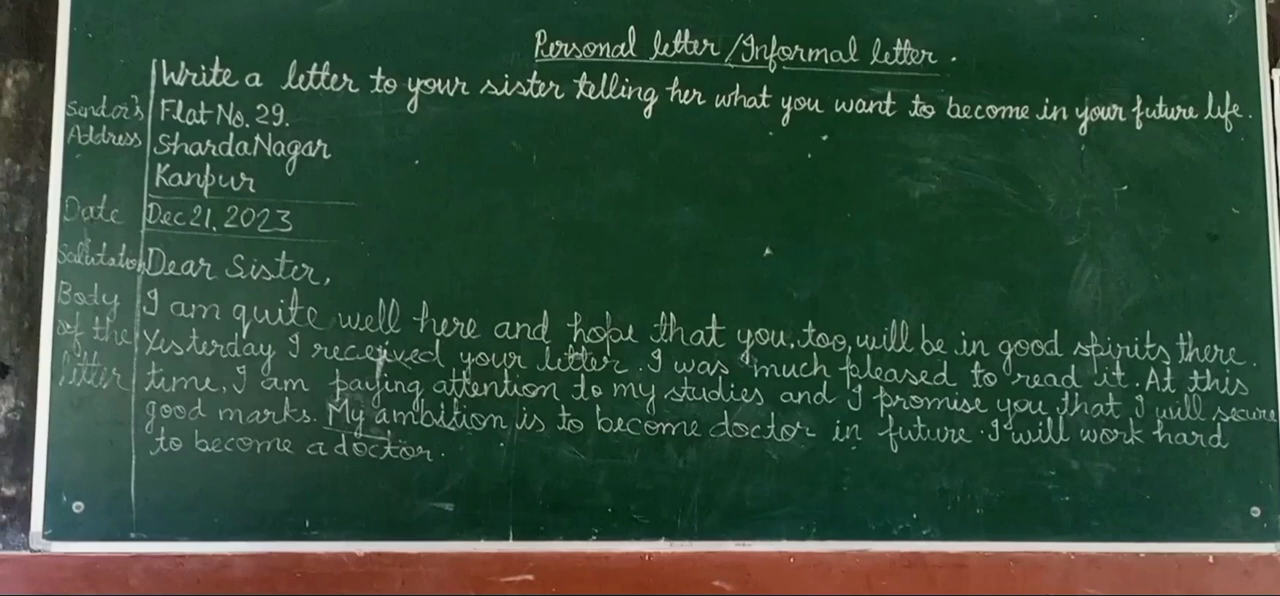 Personal letter / Informal letter.
Write a letter to your sister telling her what you want to become in your future life.
Sender's Flat No. 29.
Address Sharda Nagar
Kanpur
Date Dec 21, 2023
Salutation Dear Sister,
Body I am quite well here and hope that you, too, will be in good spirits there.
of the Yesterday I received your letter. I was much pleased to read it. At this
letter time, I am paying attention to my studies and I promise you that I will secure
good marks. My ambition is to become doctor in future. I will work hard
to become a doctor.